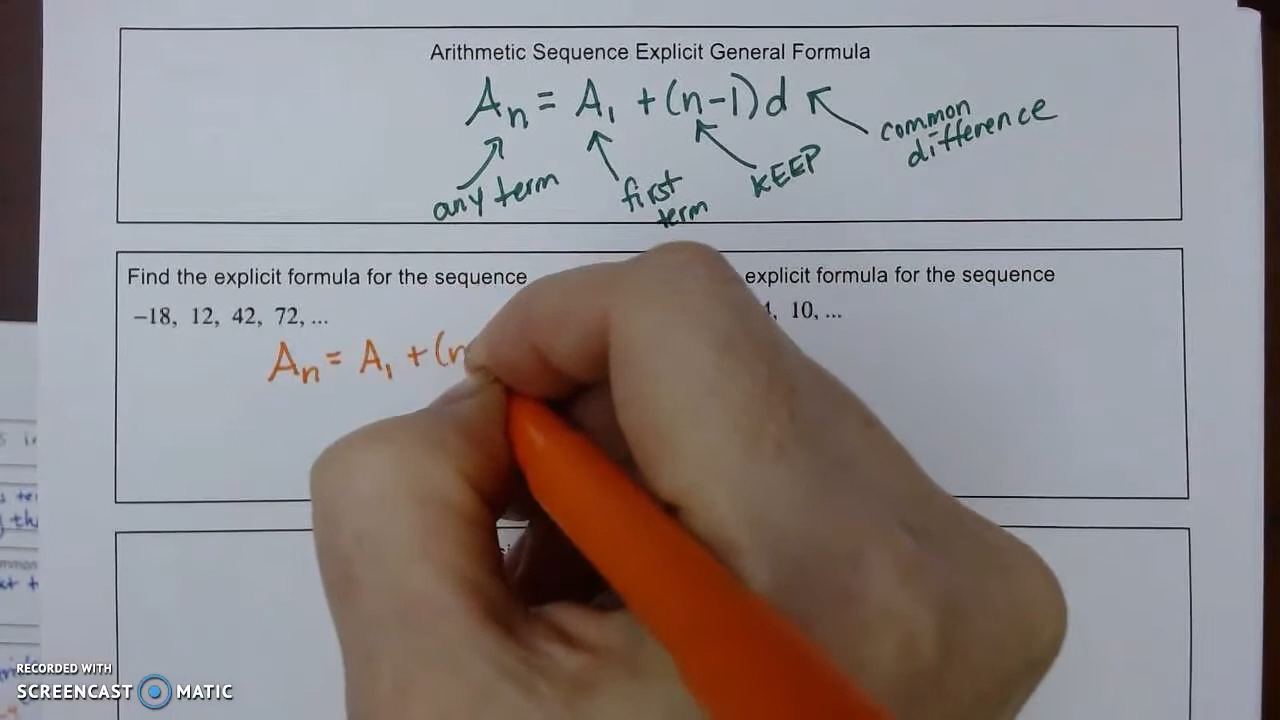 Arithmetic Sequence Explicit General Formula
Aₙ = A₁ + (n-1)d
any term
first term
KEEP
common difference
Find the explicit formula for the sequence
−18, 12, 42, 72, ...
Aₙ = A₁ + (n
explicit formula for the sequence
10, ...
RECORDED WITH
SCREENCAST MATIC